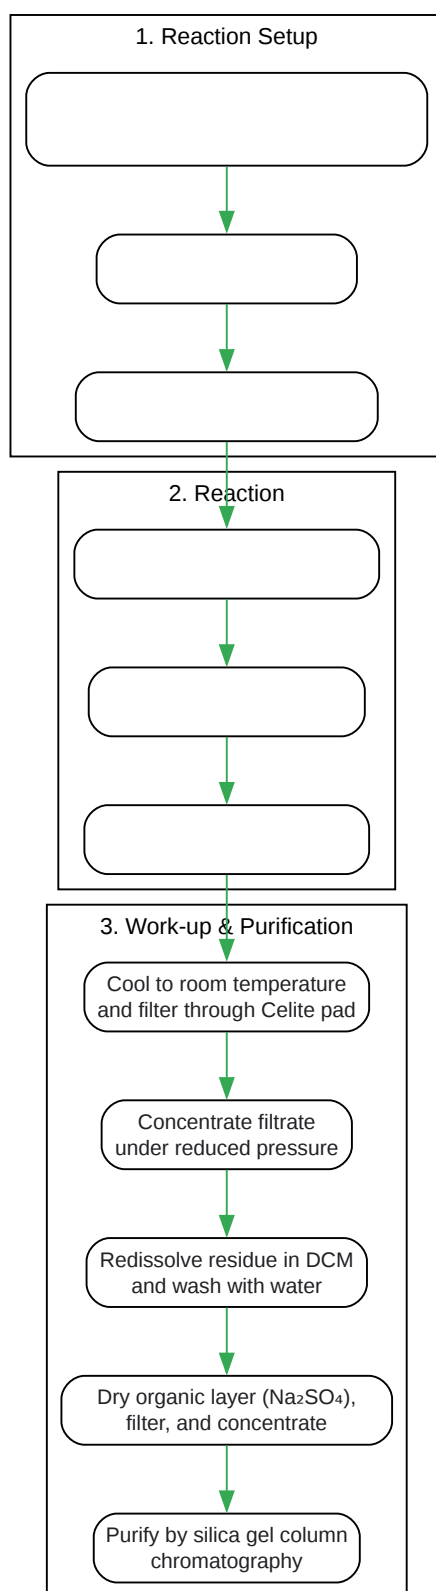 1. Reaction Setup
2. Reaction
3. Work-up & Purification
Cool to room temperature
and filter through Celite pad
Concentrate filtrate
under reduced pressure
Redissolve residue in DCM
and wash with water
Dry organic layer (Na₂SO₄),
filter, and concentrate
Purify by silica gel column
chromatography